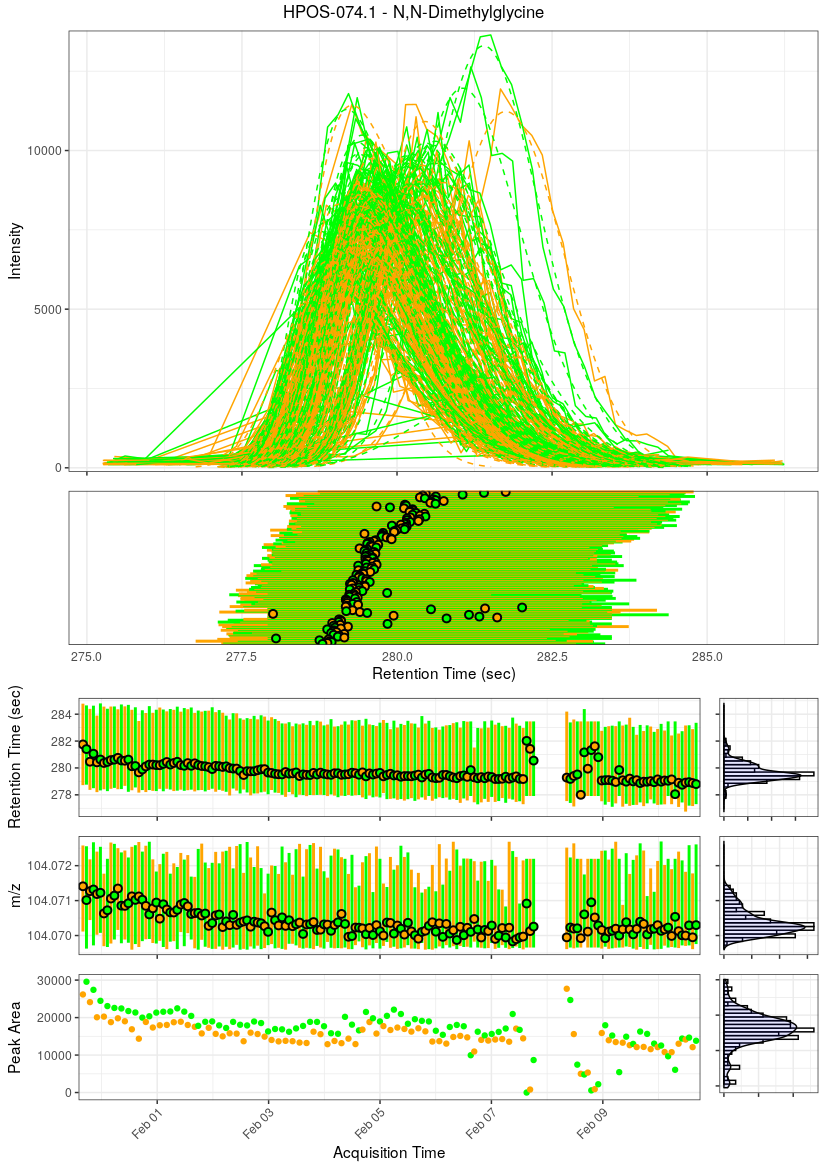 HPOS-074.1 - N,N-Dimethylglycine
Intensity
10000
5000
0
275.0 277.5 280.0 282.5 285.0
Retention Time (sec)
Retention Time (sec)
284
282
280
278
m/z
104.072
104.071
104.070
Peak Area
30000
20000
10000
0
Feb 01 Feb 03 Feb 05 Feb 07 Feb 09
Acquisition Time